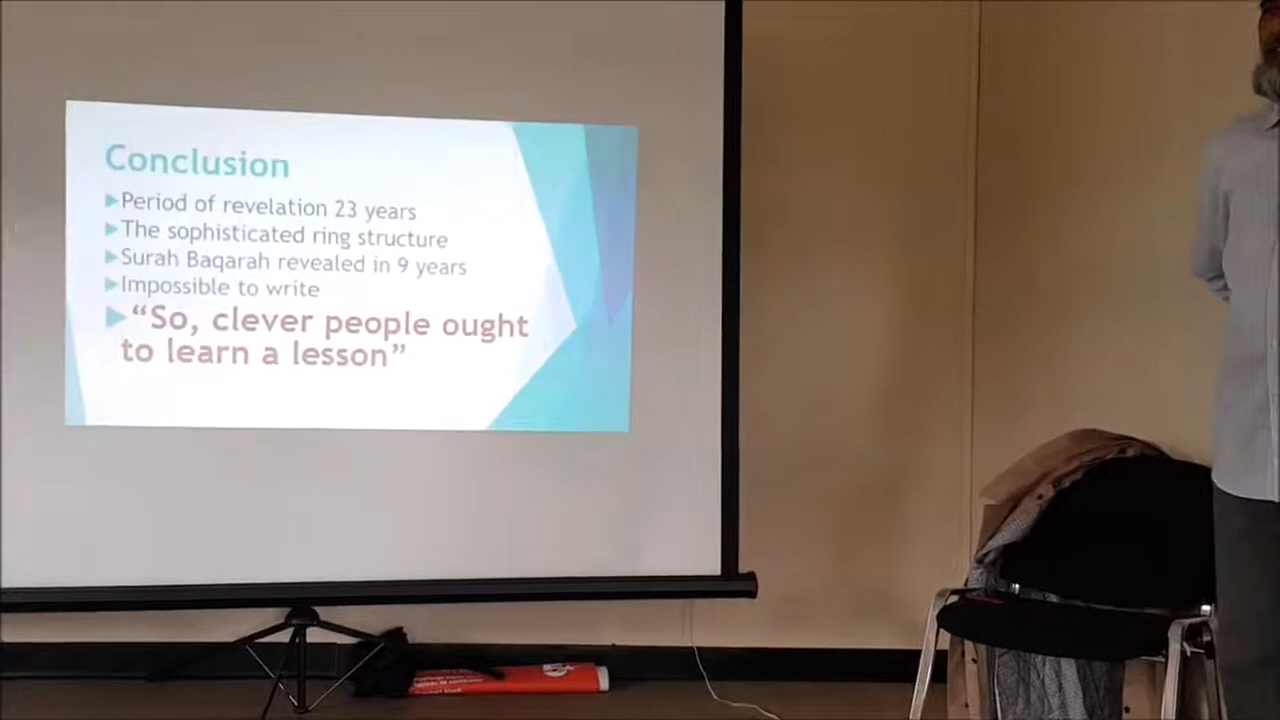 Conclusion
Period of revelation 23 years
The sophisticated ring structure
Surah Baqarah revealed in 9 years
Impossible to write
“So, clever people ought
to learn a lesson”